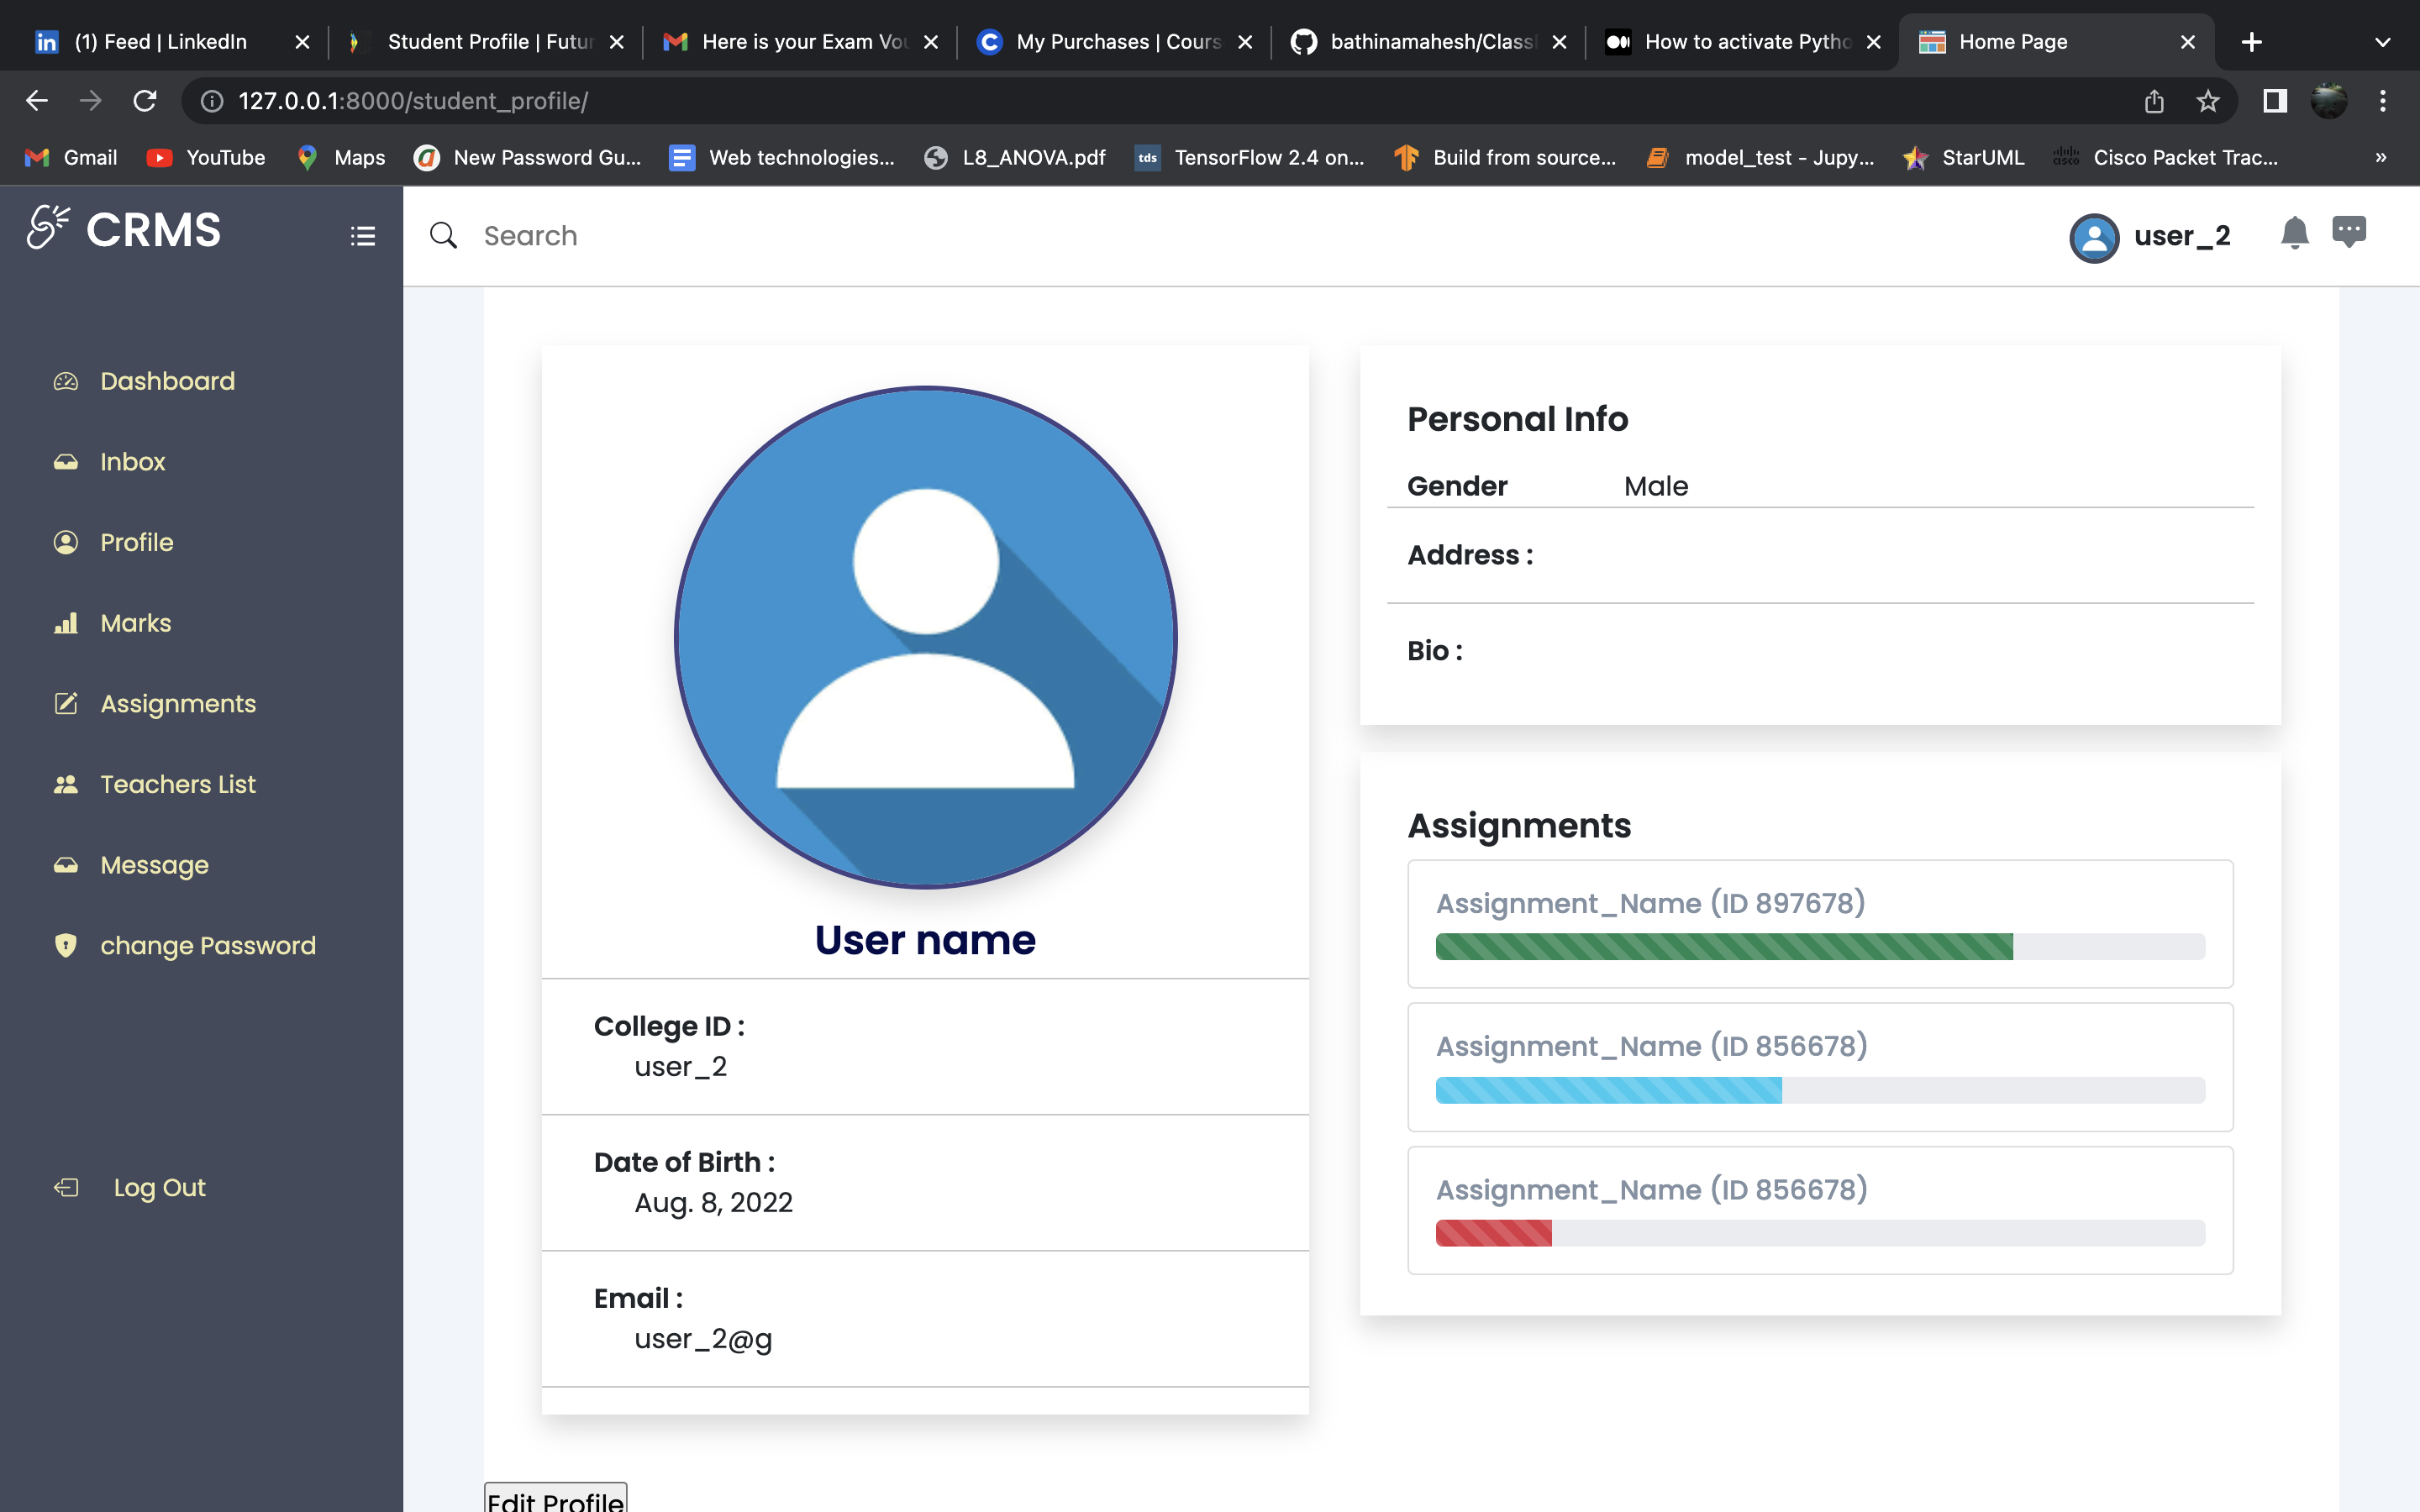 (1) Feed | LinkedIn
Student Profile | Futur
Here is your Exam Vou
My Purchases | Cours
bathinamahesh/Class
How to activate Pytho
Home Page
127.0.0.1:8000/student_profile/
Gmail
YouTube
Maps
New Password Gu...
Web technologies...
L8_ANOVA.pdf
tds
TensorFlow 2.4 on...
Build from source...
model_test - Jupy...
StarUML
cisco
Cisco Packet Trac...
»
CRMS
Search
user_2
Dashboard
Inbox
Profile
Marks
Assignments
Teachers List
Message
change Password
Log Out
User name
College ID :
user_2
Date of Birth :
Aug. 8, 2022
Email :
user_2@g
Edit Profile
Personal Info
Gender Male
Address :
Bio :
Assignments
Assignment_Name (ID 897678)
Assignment_Name (ID 856678)
Assignment_Name (ID 856678)